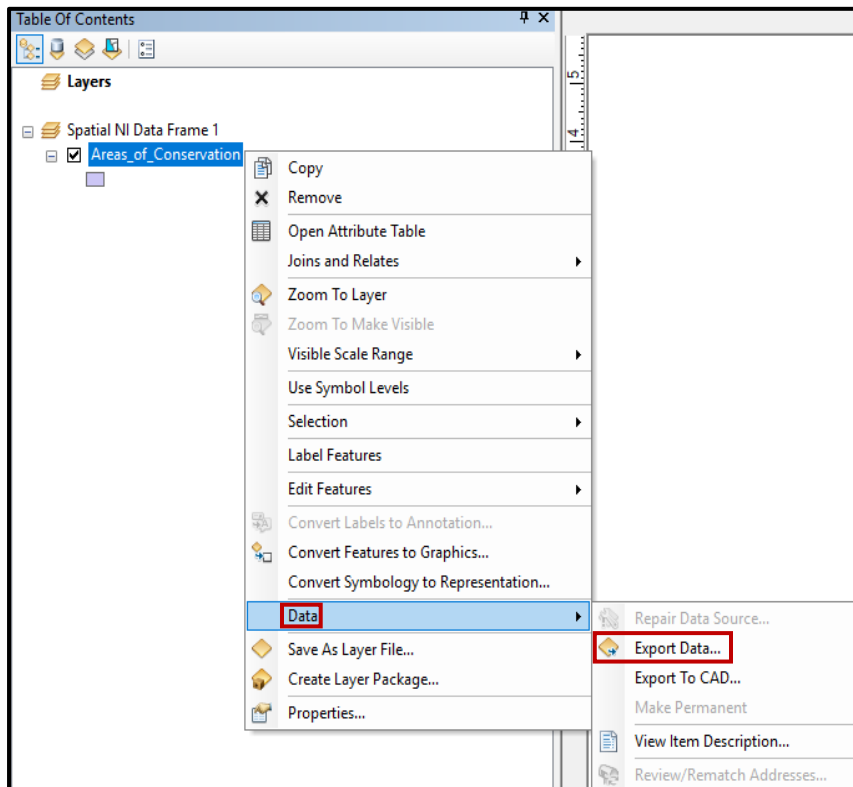 Table Of Contents
Layers
Spatial NI Data Frame 1
Areas_of_Conservation
Copy
Remove
Open Attribute Table
Joins and Relates
Zoom To Layer
Zoom To Make Visible
Visible Scale Range
Use Symbol Levels
Selection
Label Features
Edit Features
Convert Labels to Annotation...
Convert Features to Graphics...
Convert Symbology to Representation...
Data
Save As Layer File...
Create Layer Package...
Properties...
Repair Data Source...
Export Data...
Export To CAD...
Make Permanent
View Item Description...
Review/Rematch Addresses...
15
14